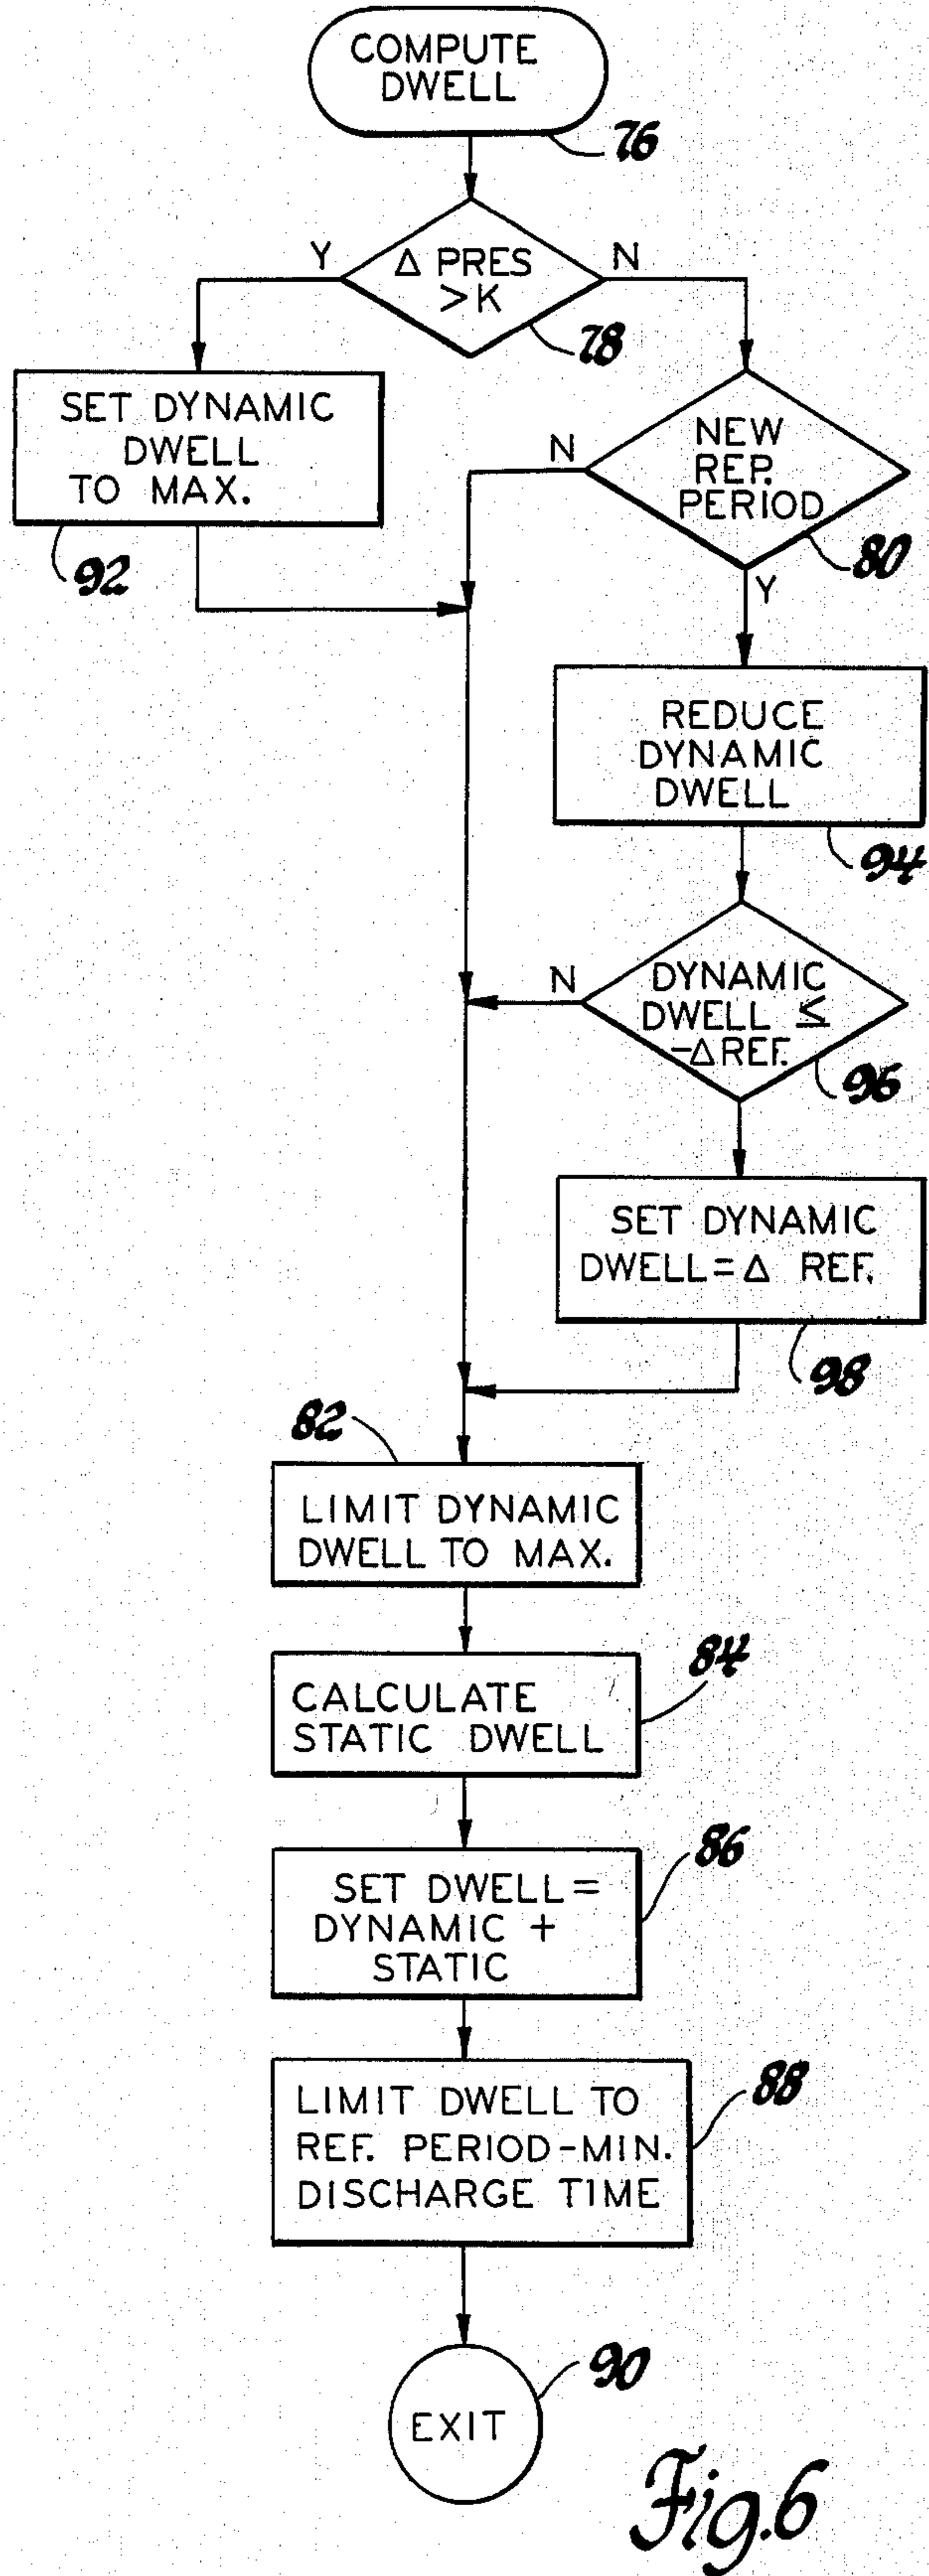 COMPUTE
DWELL
76
Y
Δ PRES
>K
N
78
SET DYNAMIC
DWELL
TO MAX.
92
N
NEW
REP.
PERIOD
80
Y
REDUCE
DYNAMIC
DWELL
94
N
DYNAMIC
DWELL ≤
-Δ REF.
96
SET DYNAMIC
DWELL = Δ REF.
98
82
LIMIT DYNAMIC
DWELL TO MAX.
84
CALCULATE
STATIC DWELL
86
SET DWELL =
DYNAMIC +
STATIC
88
LIMIT DWELL TO
REF. PERIOD-MIN.
DISCHARGE TIME
90
EXIT
Fig.6